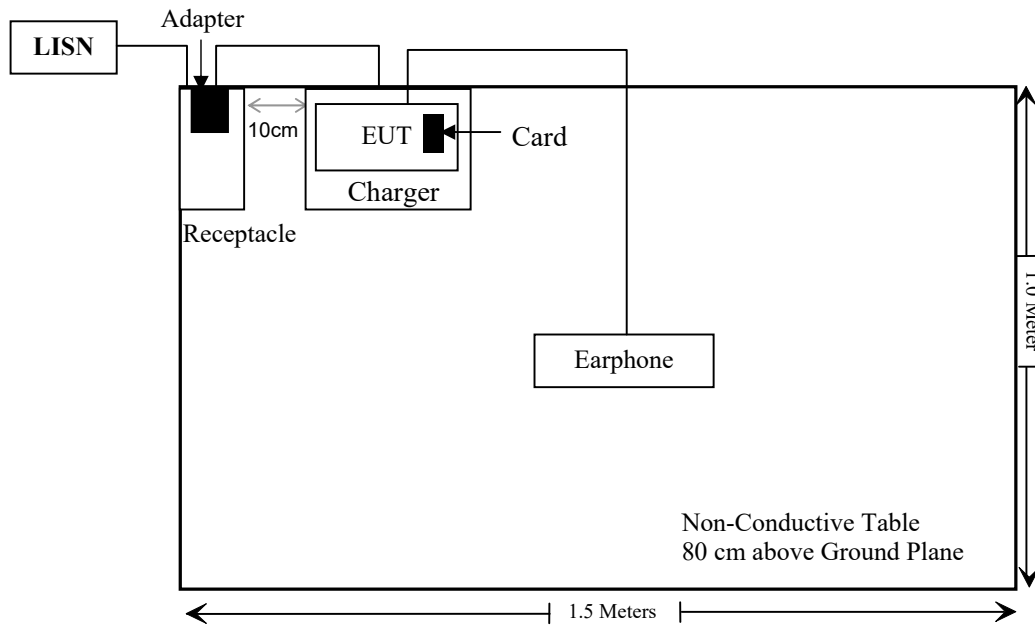 Adapter
LISN
10cm
EUT
Card
Charger
Receptacle
1.0 Meter
Earphone
Non-Conductive Table
80 cm above Ground Plane
1.5 Meters